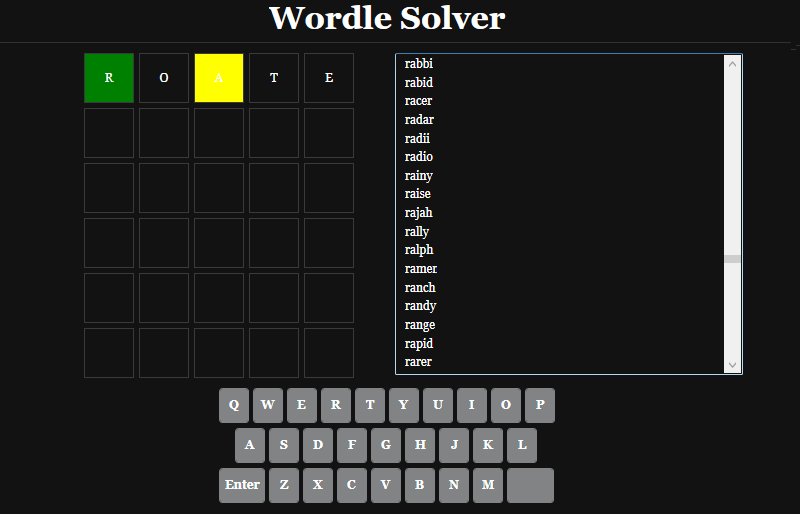 Wordle Solver
R O A T E
rabbi
rabid
racer
radar
radii
radio
rainy
raise
rajah
rally
ralph
ramen
ranch
randy
range
rapid
rarer
Q W E R T Y U I O P
A S D F G H J K L
Enter Z X C V B N M